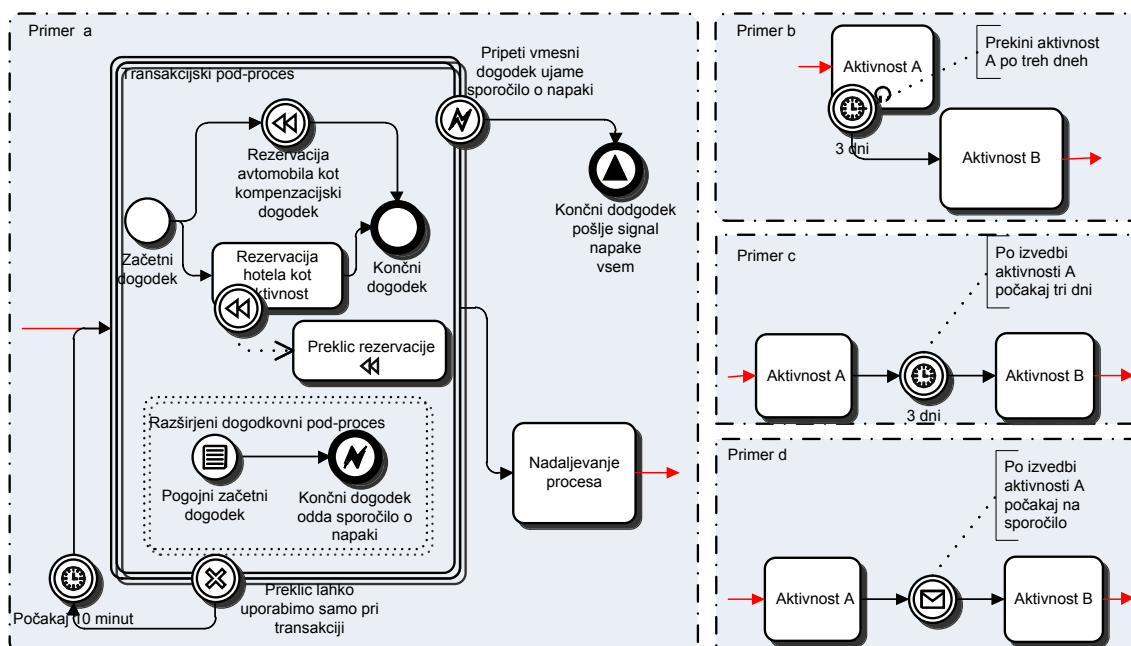 Primer a
Transakcijski pod-proces
Pripeti vmesni
dogodek ujame
sporočilo o napaki
Rezervacija
avtomobila kot
kompenzacijski
dogodek
Začetni
dogodek
Rezervacija
hotela kot
aktivnost
Končni
dogodek
Končni dodgodek
pošlje signal
napake
vsem
Preklic rezervacije
Razširjeni dogodkovni pod-proces
Pogojni začetni
dogodek
Končni dogodek
odda sporočilo o
napaki
Nadaljevanje
procesa
Počakaj 10 minut
Preklic lahko
uporabimo samo pri
transakciji
Primer b
Aktivnost A
Prekini aktivnost
A po treh dneh
3 dni
Aktivnost B
Primer c
Po izvedbi
aktivnosti A
počakaj tri dni
Aktivnost A
Aktivnost B
3 dni
Primer d
Po izvedbi
aktivnosti A
počakaj na
sporočilo
Aktivnost A
Aktivnost B